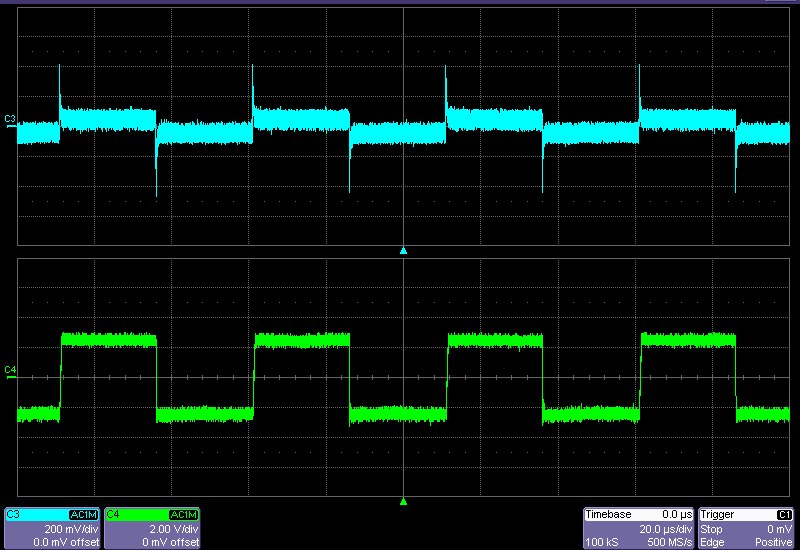 C3
C4
C3 AC1M
200 mV/div
0.0 mV offset
C4 AC1M
2.00 V/div
0 mV offset
Timebase 0.0 µs
20.0 µs/div
100 kS 500 MS/s
Trigger C1
Stop 0 mV
Edge Positive